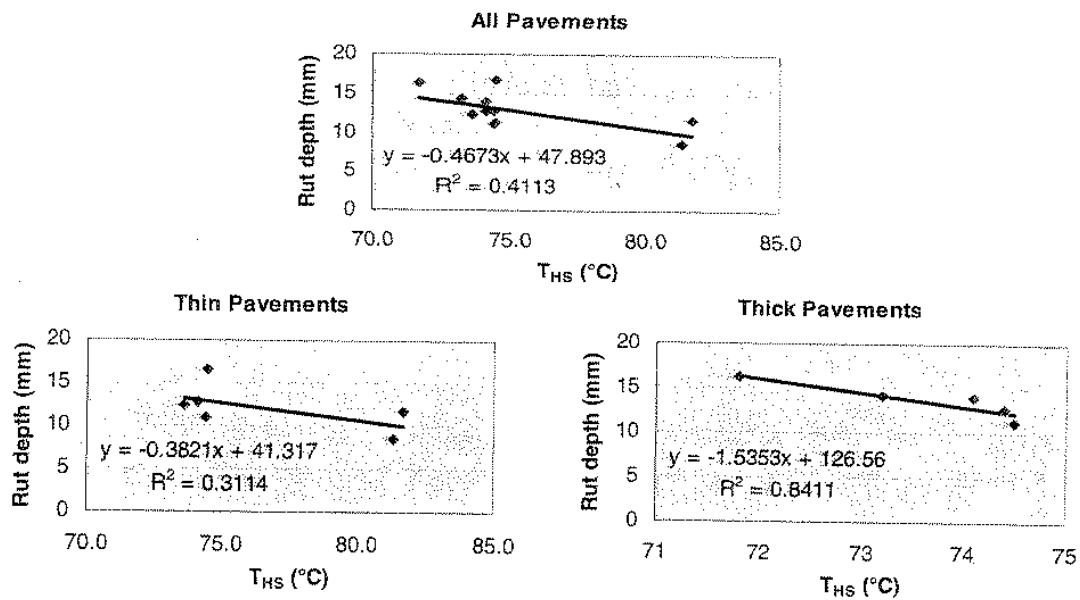 All Pavements
Rut depth (mm)
20
15
10
5
0
y = -0.4673x + 47.893
R² = 0.4113
70.0 75.0 80.0 85.0
T_HS (°C)
Thin Pavements
Rut depth (mm)
20
15
10
5
0
y = -0.3821x + 41.317
R² = 0.3114
70.0 75.0 80.0 85.0
T_HS (°C)
Thick Pavements
Rut depth (mm)
20
15
10
5
0
y = -1.5353x + 126.56
R² = 0.8411
71 72 73 74 75
T_HS (°C)